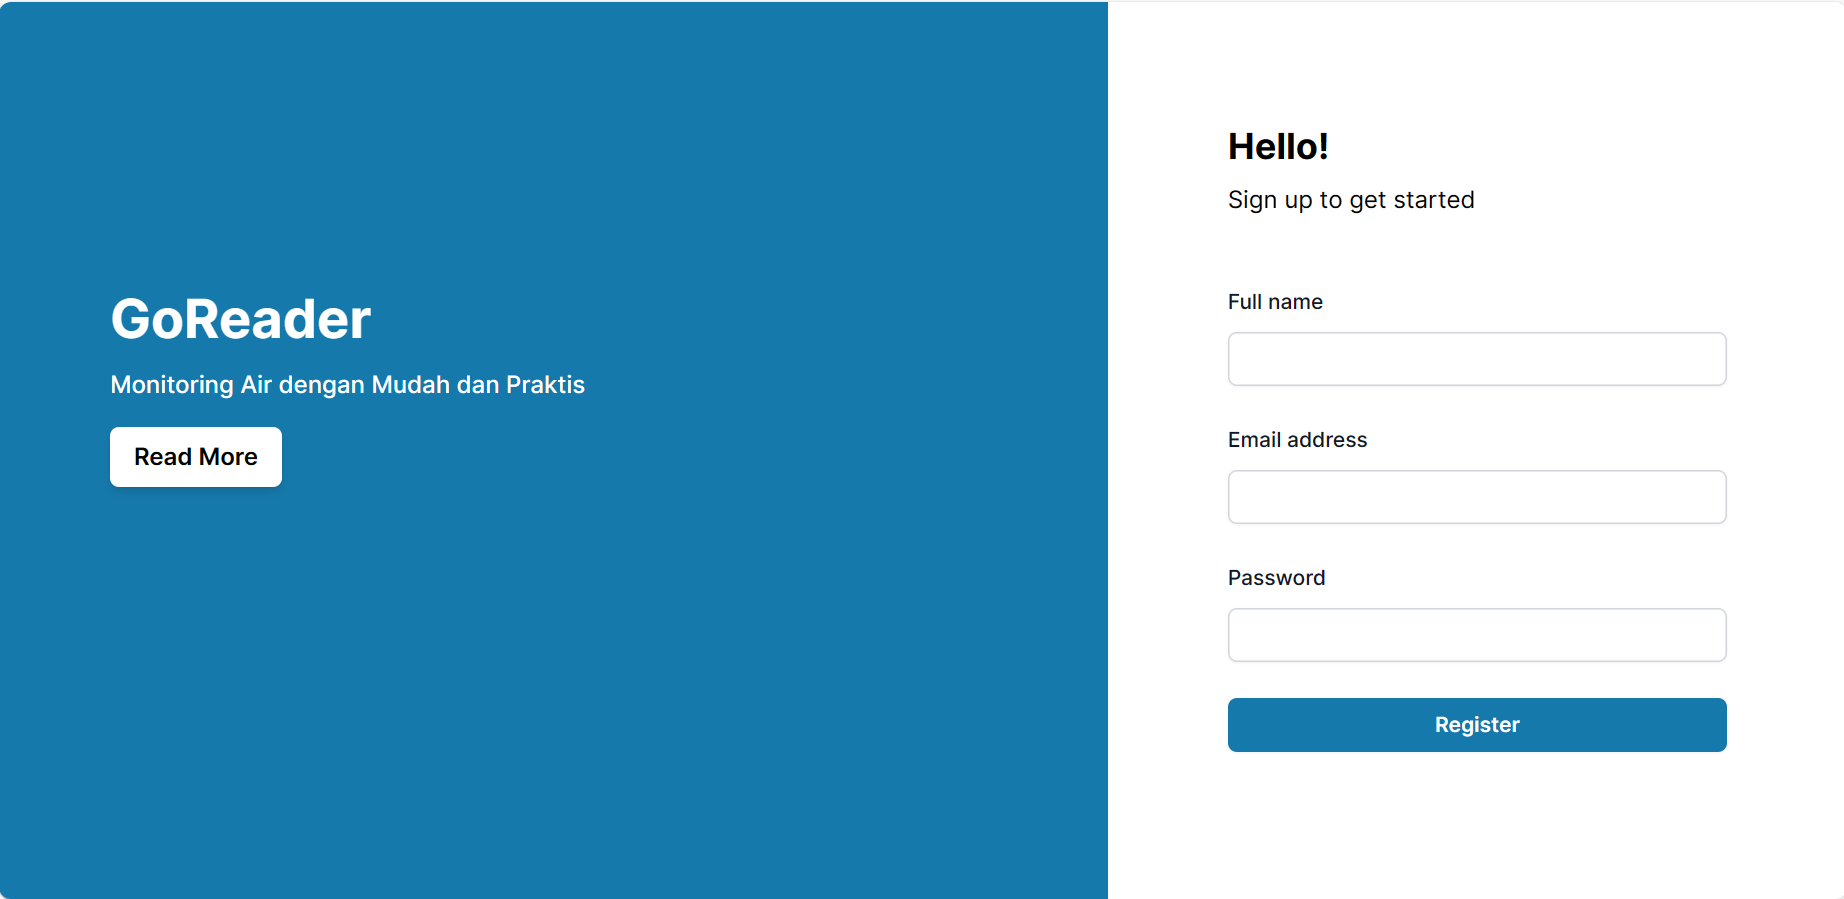 GoReader
Monitoring Air dengan Mudah dan Praktis
Read More
Hello!
Sign up to get started
Full name
Email address
Password
Register